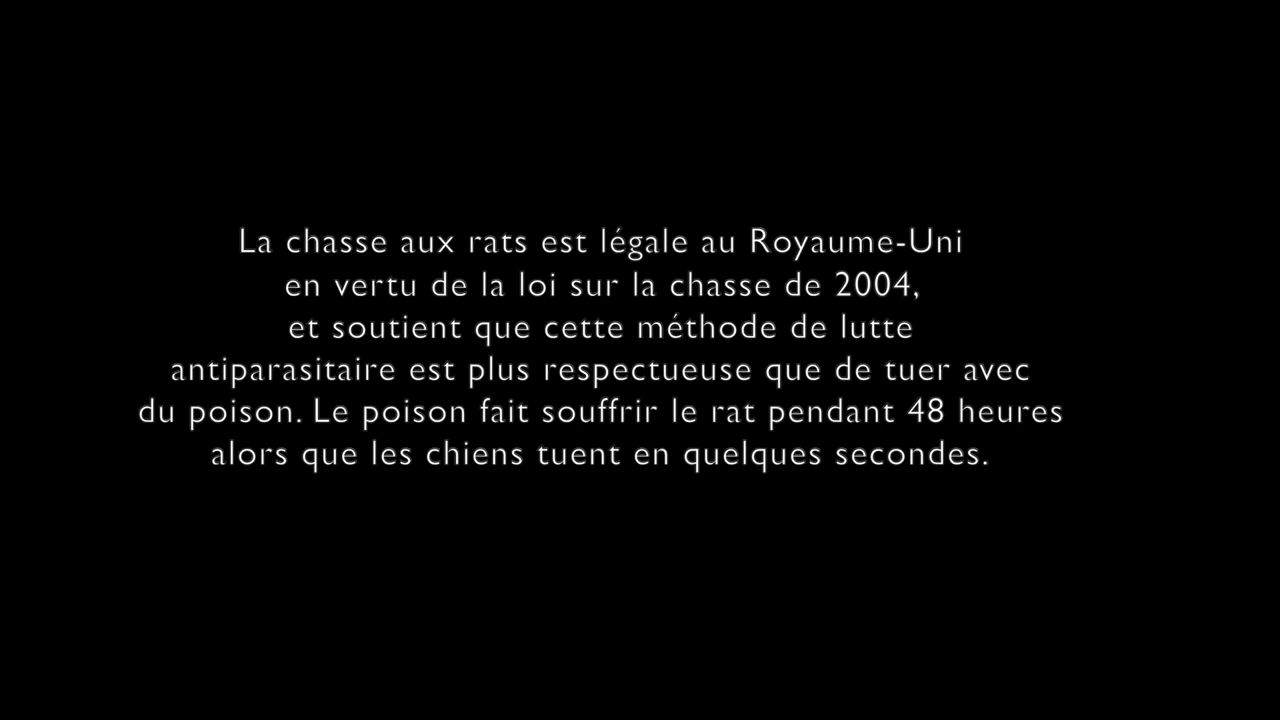 La chasse aux rats est légale au Royaume-Uni
en vertu de la loi sur la chasse de 2004,
et soutient que cette méthode de lutte
antiparasitaire est plus respectueuse que de tuer avec
du poison. Le poison fait souffrir le rat pendant 48 heures
alors que les chiens tuent en quelques secondes.